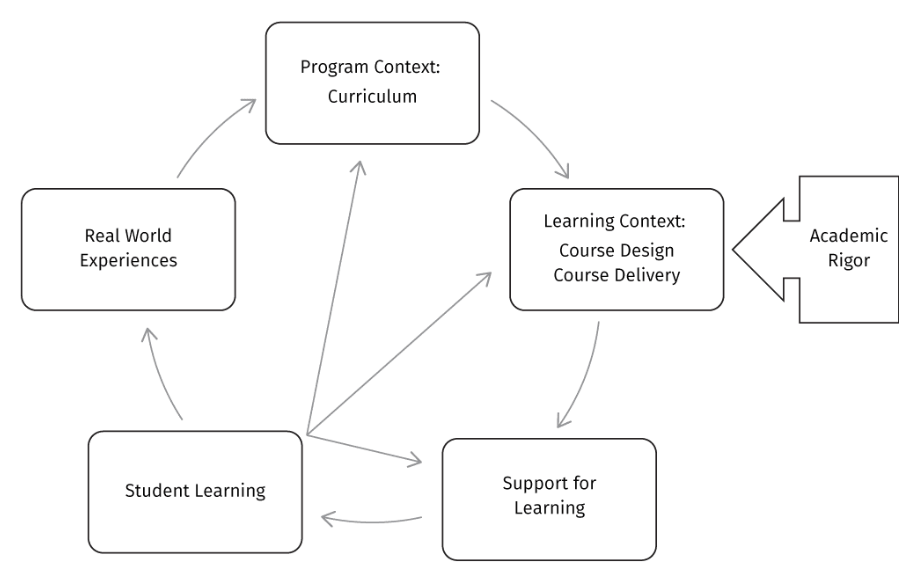 Program Context:
Curriculum
Learning Context:
Course Design
Course Delivery
Academic
Rigor
Real World
Experiences
Student Learning
Support for
Learning